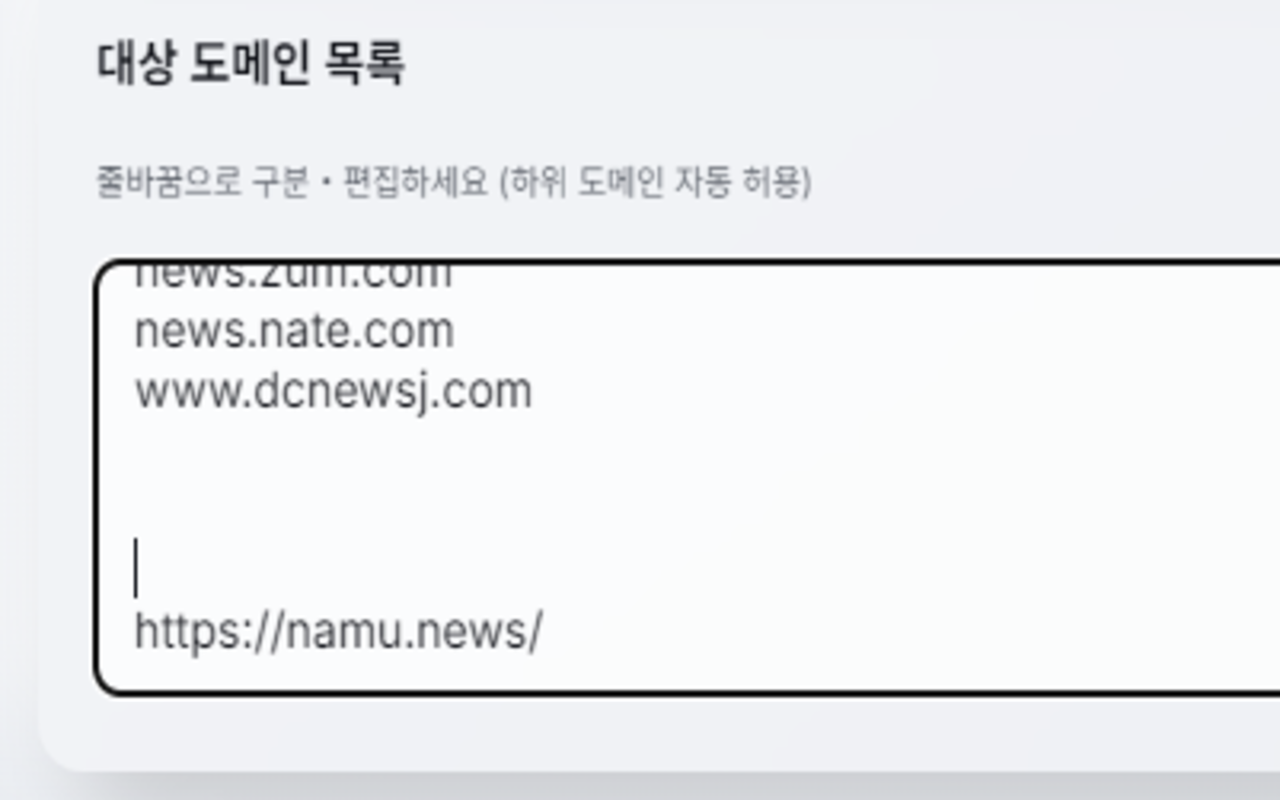 대상 도메인 목록
줄바꿈으로 구분 • 편집하세요 (하위 도메인 자동 허용)
news.zum.com
news.nate.com
www.dcnewsj.com
https://namu.news/